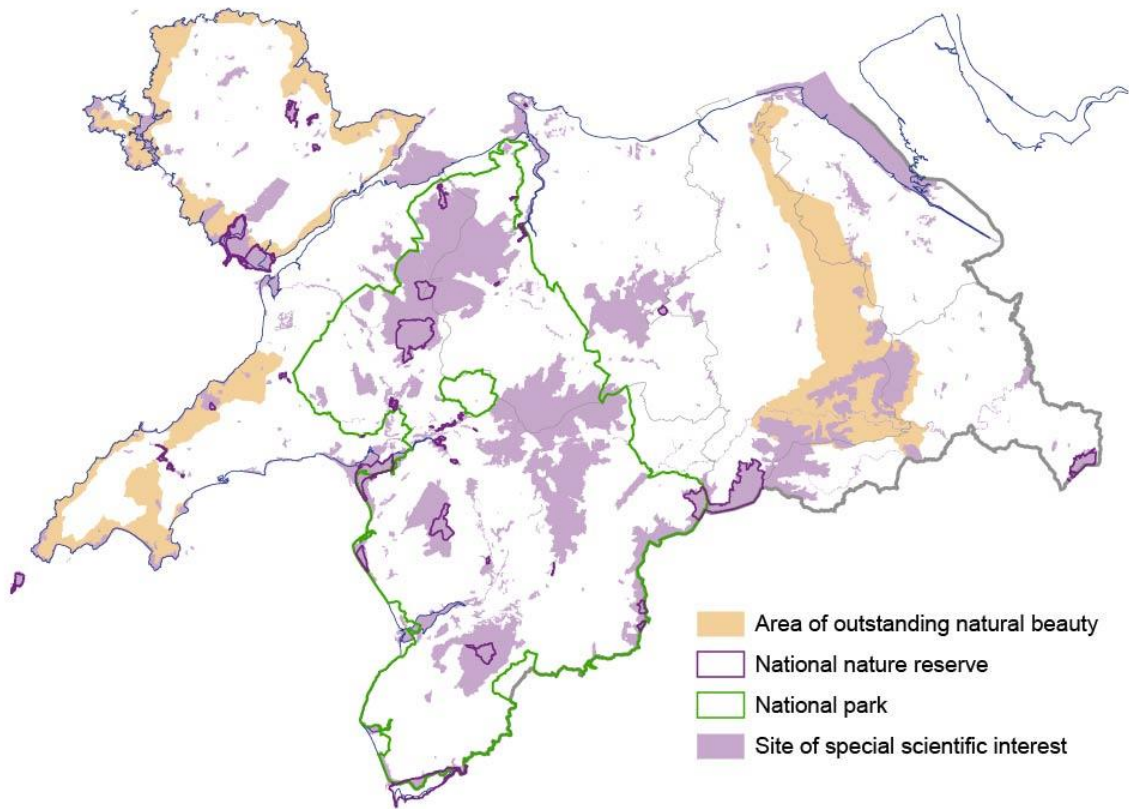 Area of outstanding natural beauty
National nature reserve
National park
Site of special scientific interest